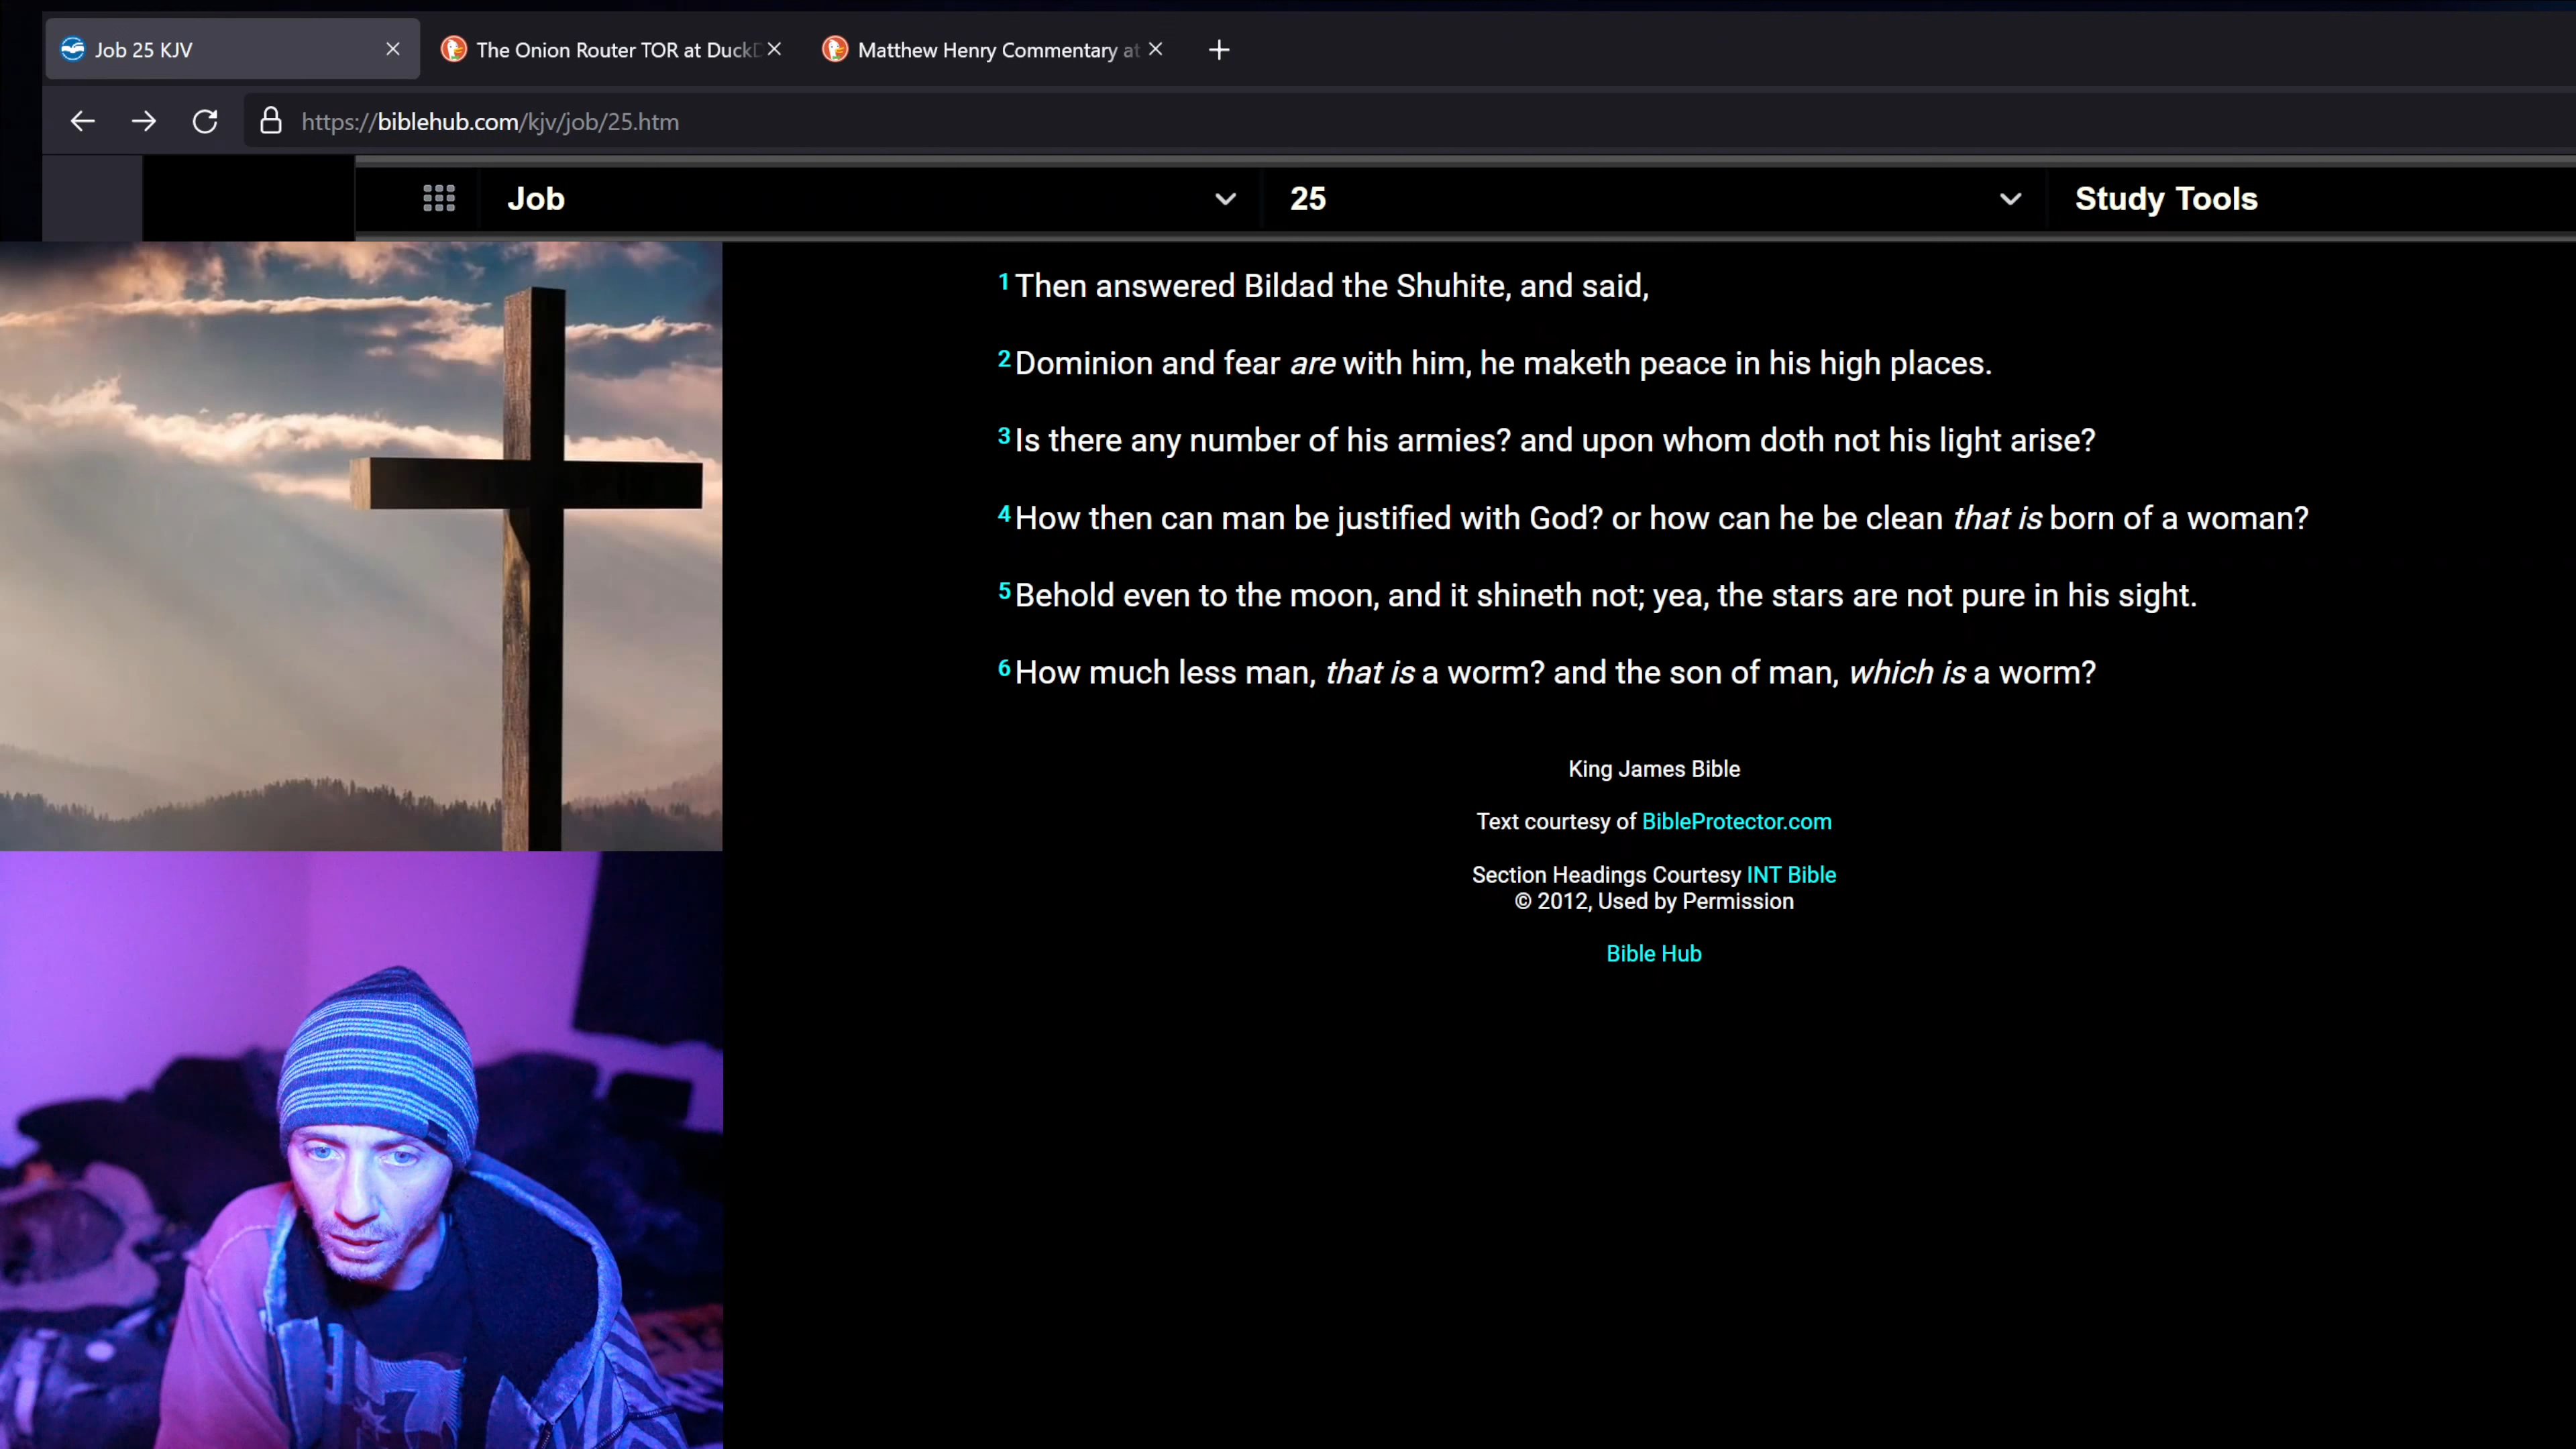 Job 25 KJV
The Onion Router TOR at Duck
Matthew Henry Commentary at
https://biblehub.com/kjv/job/25.htm
Job
25
Study Tools
1 Then answered Bildad the Shuhite, and said,
2 Dominion and fear are with him, he maketh peace in his high places.
3 Is there any number of his armies? and upon whom doth not his light arise?
4 How then can man be justified with God? or how can he be clean that is born of a woman?
5 Behold even to the moon, and it shineth not; yea, the stars are not pure in his sight.
6 How much less man, that is a worm? and the son of man, which is a worm?
King James Bible
Text courtesy of BibleProtector.com
Section Headings Courtesy INT Bible
© 2012, Used by Permission
Bible Hub